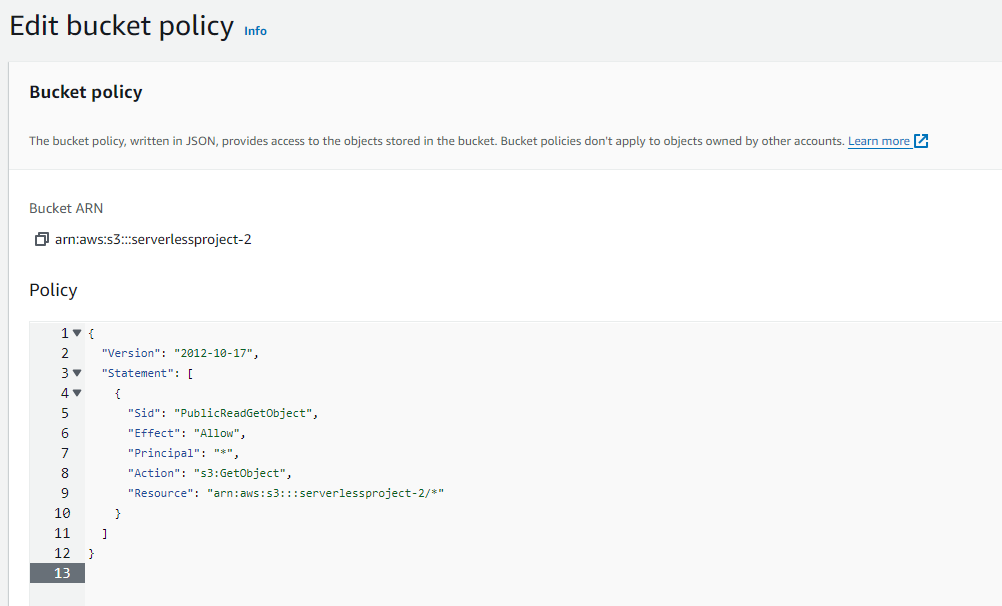 Edit bucket policy Info
Bucket policy
The bucket policy, written in JSON, provides access to the objects stored in the bucket. Bucket policies don't apply to objects owned by other accounts. Learn more
Bucket ARN
arn:aws:s3:::serverlessproject-2
Policy
1 {
2 "Version": "2012-10-17",
3 "Statement": [
4 {
5 "Sid": "PublicReadGetObject",
6 "Effect": "Allow",
7 "Principal": "*",
8 "Action": "s3:GetObject",
9 "Resource": "arn:aws:s3:::serverlessproject-2/*"
10 }
11 ]
12 }
13